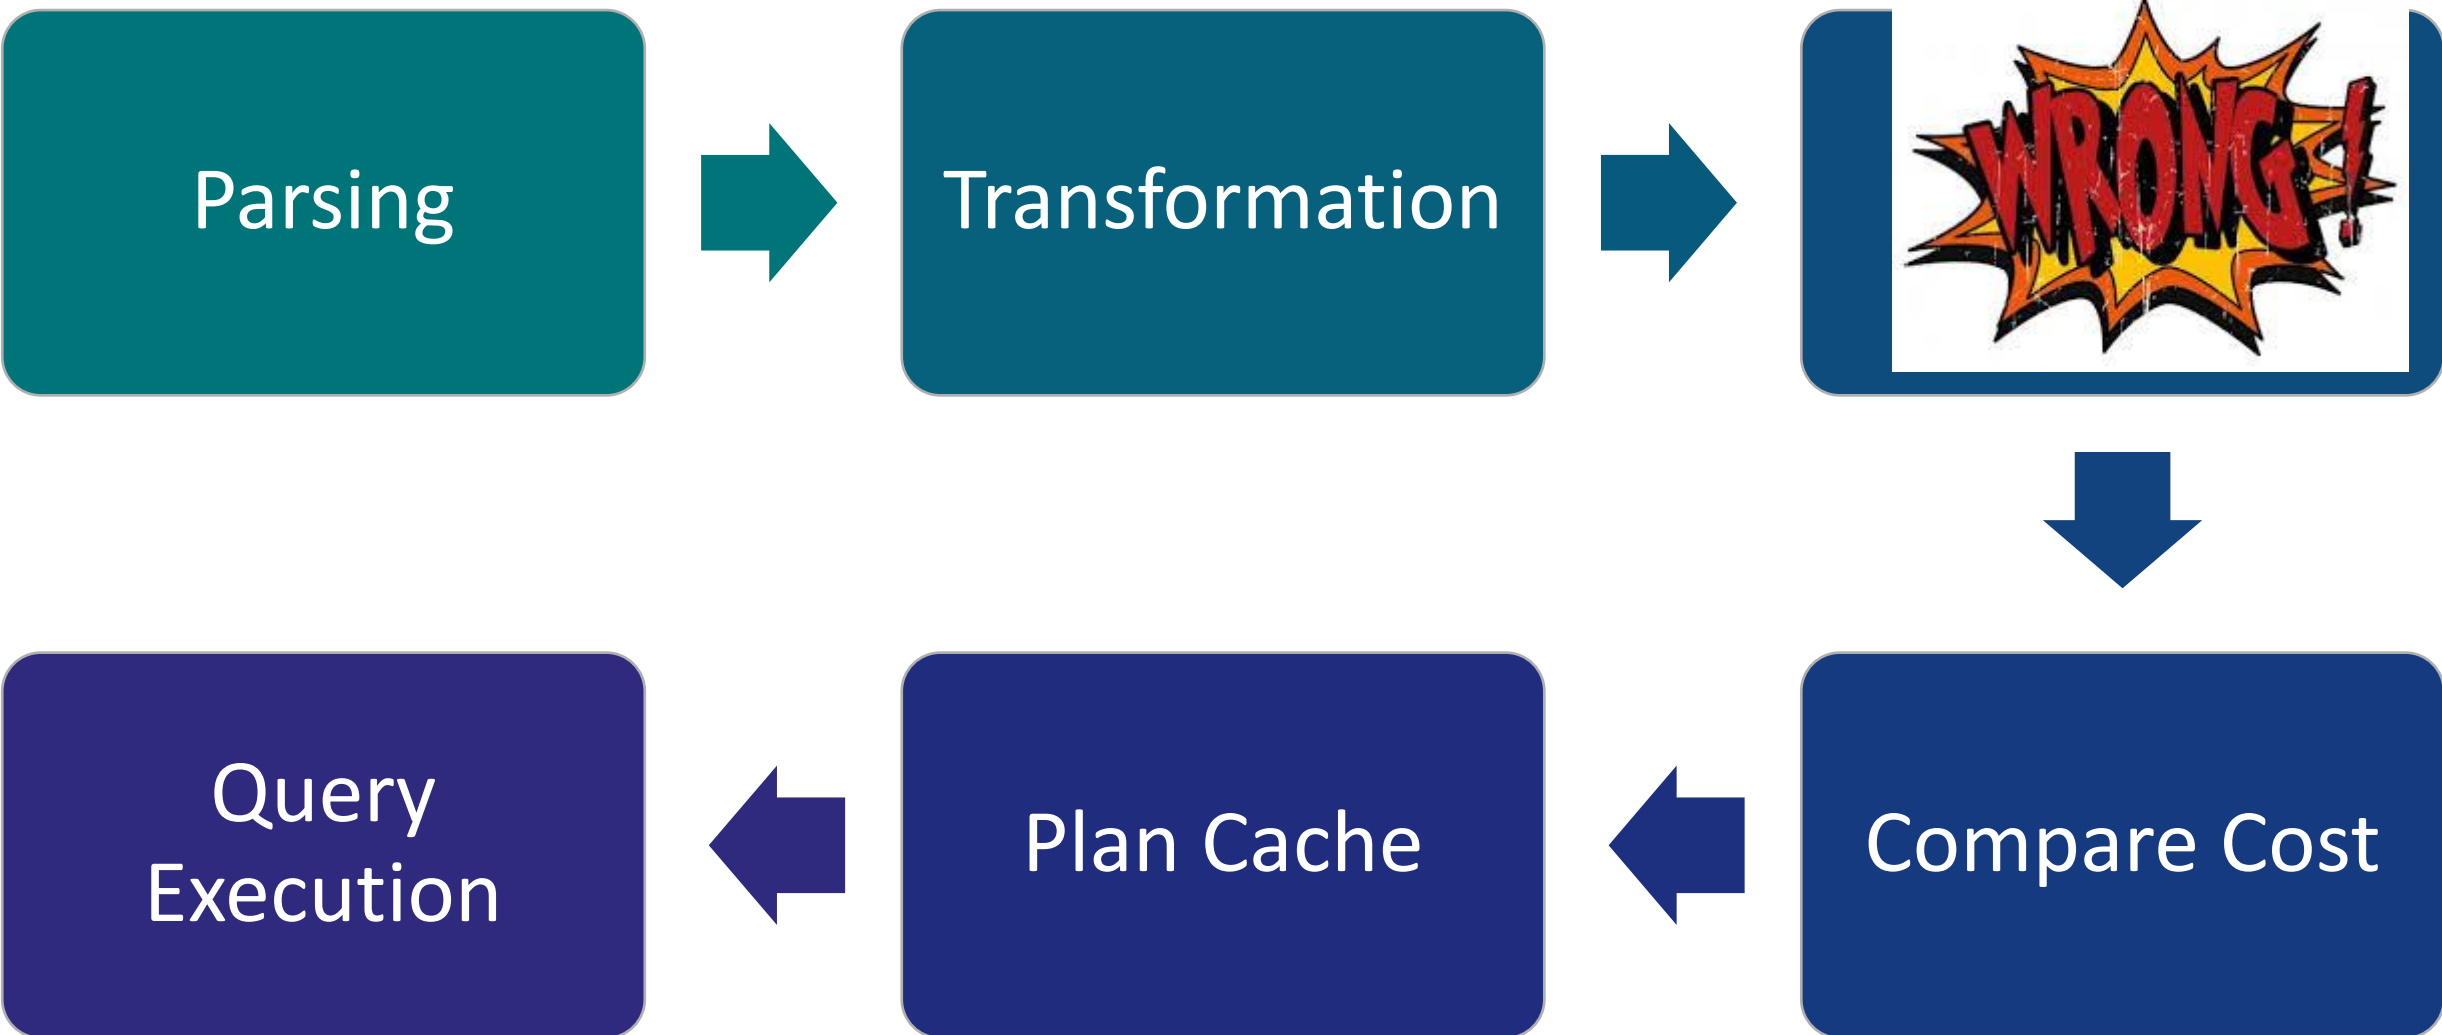 Parsing
Transformation
WRONG!
Compare Cost
Plan Cache
Query
Execution